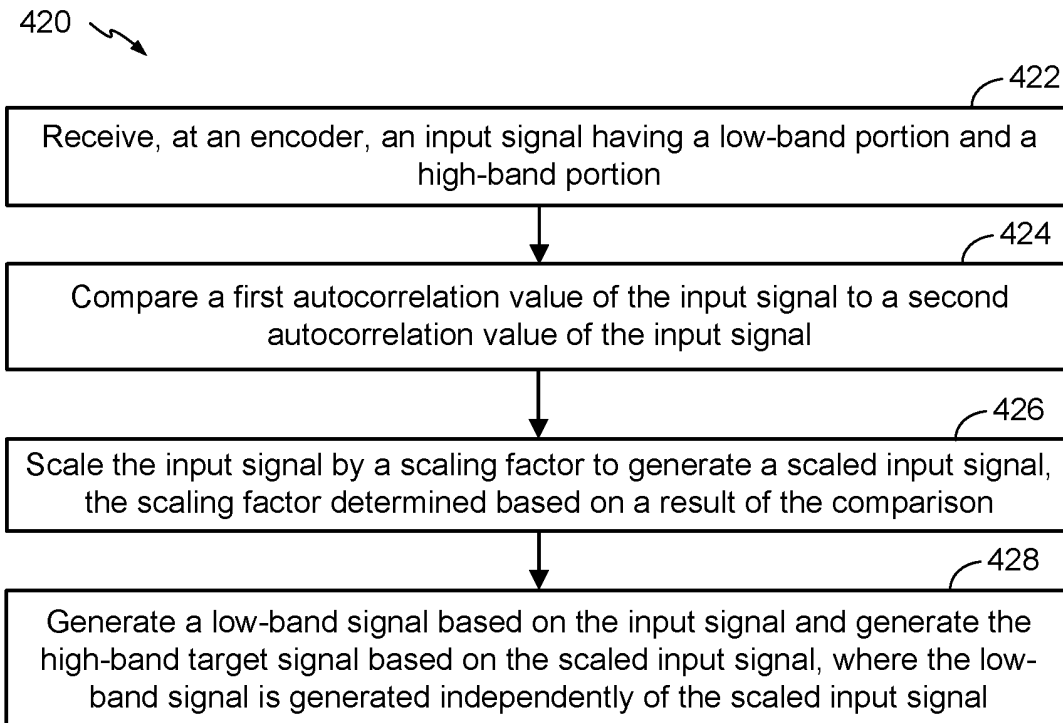 420
422
Receive, at an encoder, an input signal having a low-band portion and a
high-band portion
424
Compare a first autocorrelation value of the input signal to a second
autocorrelation value of the input signal
426
Scale the input signal by a scaling factor to generate a scaled input signal,
the scaling factor determined based on a result of the comparison
428
Generate a low-band signal based on the input signal and generate the
high-band target signal based on the scaled input signal, where the low-
band signal is generated independently of the scaled input signal